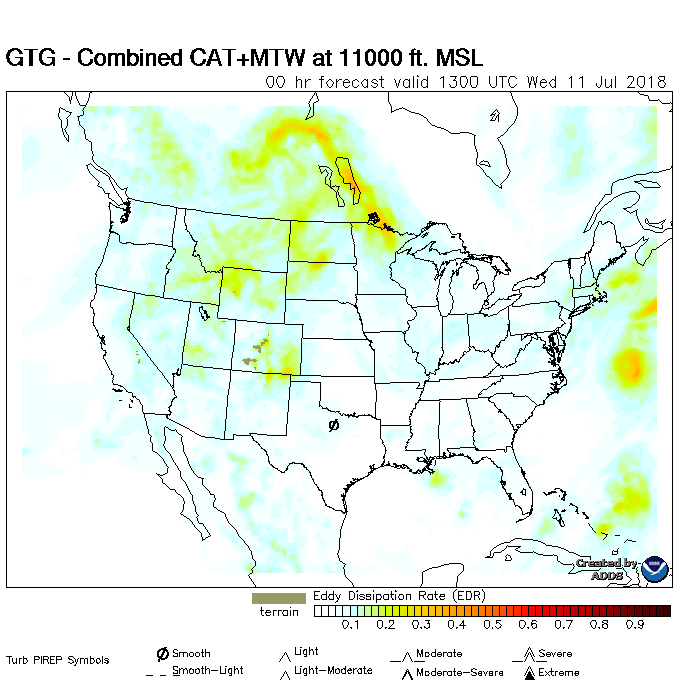 GTG - Combined CAT+MTW at 11000 ft. MSL
00 hr forecast valid 1300 UTC Wed 11 Jul 2018
Created by
ADDS
terrain
Eddy Dissipation Rate (EDR)
0.1 0.2 0.3 0.4 0.5 0.6 0.7 0.8 0.9
Turb PIREP Symbols
Smooth Light Moderate Severe
Smooth-Light Light-Moderate Moderate-Severe Extreme